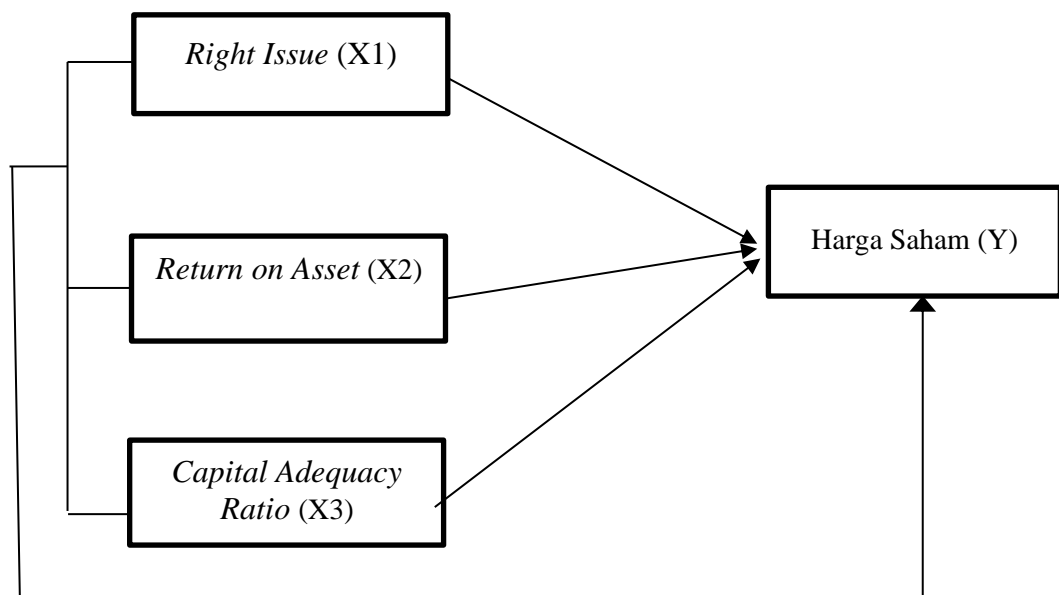 Right Issue (X1)
Harga Saham (Y)
Return on Asset (X2)
Capital Adequacy
Ratio (X3)